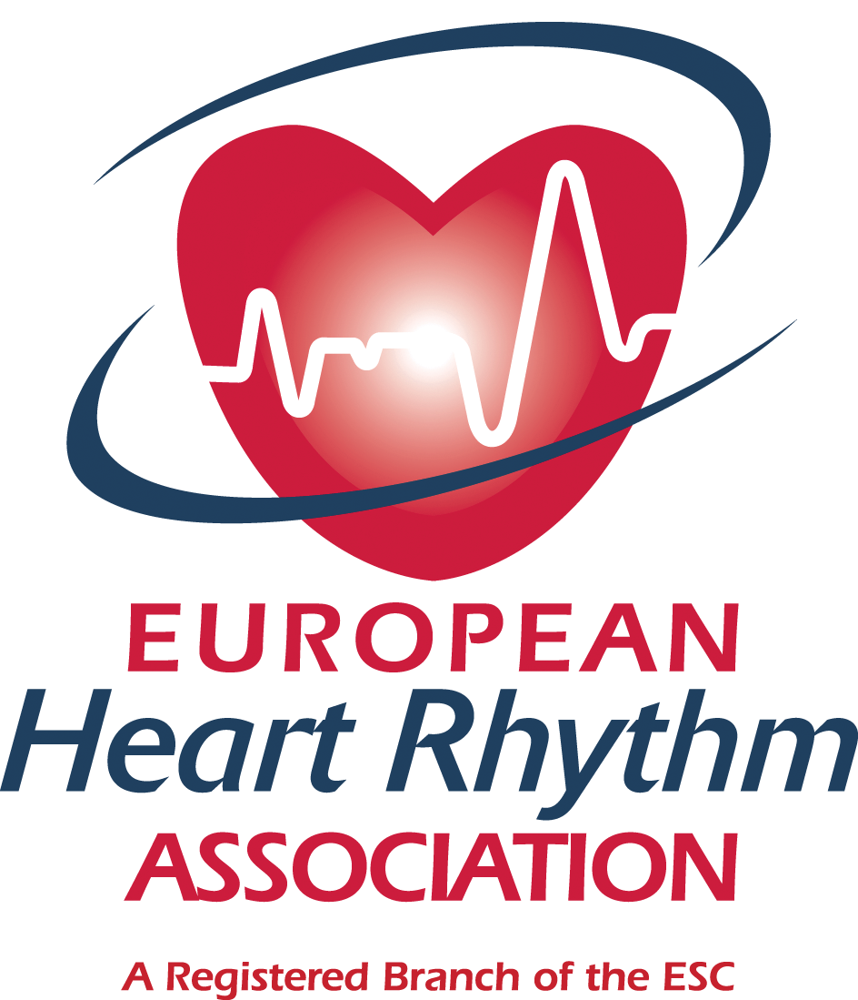 EUROPEAN
Heart Rhythm
ASSOCIATION
A Registered Branch of the ESC